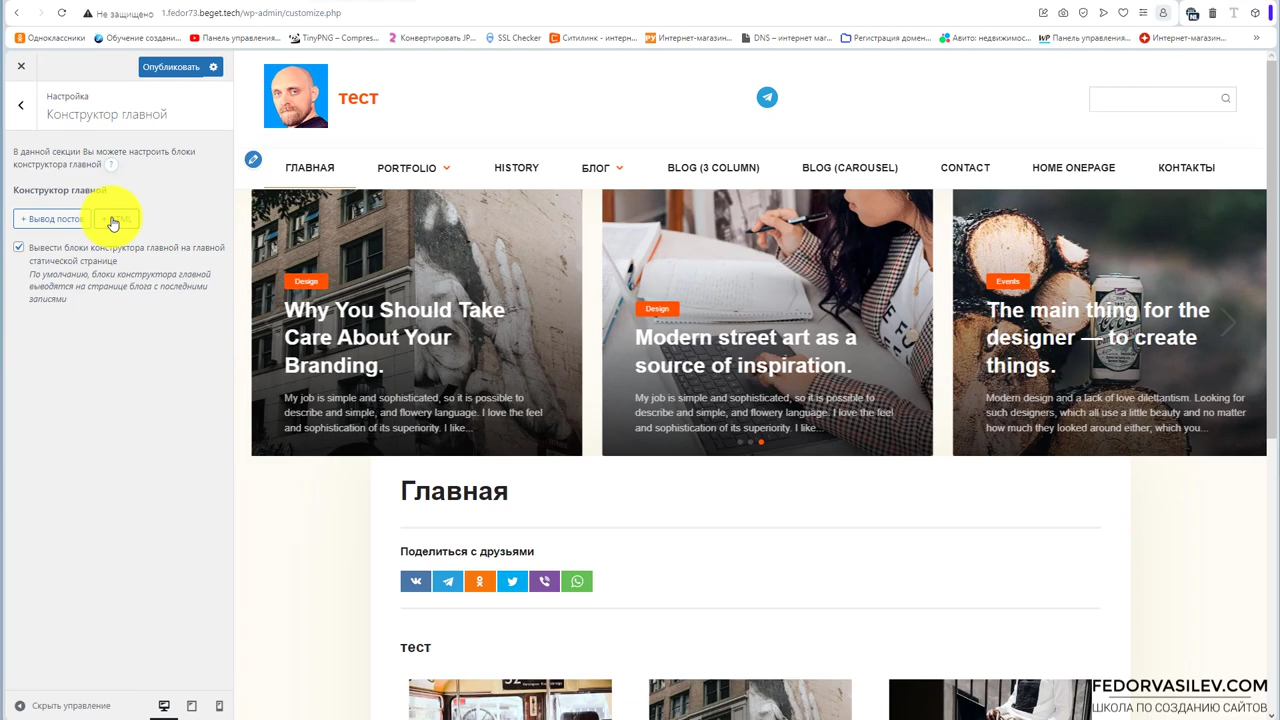 Не защищено
1.fedor73.beget.tech/wp-admin/customize.php
Одноклассники
Обучение создани...
Панель управления...
TinyPNG – Compres...
Конвертировать JP...
SSL Checker
Ситилинк - интерн...
Интернет-магазин...
DNS – интернет маг...
Регистрация домен...
Авито: недвижимос...
Панель управления...
Интернет-магазин...
Опубликовать
Настройка
Конструктор главной
В данной секции Вы можете настроить блоки
конструктора главной ?
Конструктор главной
+ Вывод постов
Вывести блоки конструктора главной на главной
статической странице
По умолчанию, блоки конструктора главной
выводятся на странице блога с последними
записями
Скрыть управление
тест
ГЛАВНАЯ
PORTFOLIO
HISTORY
БЛОГ
BLOG (3 COLUMN)
BLOG (CAROUSEL)
CONTACT
HOME ONEPAGE
КОНТАКТЫ
Design
Why You Should Take
Care About Your
Branding.
My job is simple and sophisticated, so it is possible to
describe and simple, and flowery language. I love the feel
and sophistication of its superiority. I like...
Design
Modern street art as a
source of inspiration.
My job is simple and sophisticated, so it is possible to
describe and simple, and flowery language. I love the feel
and sophistication of its superiority. I like...
Events
The main thing for the
designer — to create
things.
Modern design and a lack of love dilettantism. Looking for
such designers, which all use a little beauty and no matter
how much they looked around either; which you...
Главная
Поделиться с друзьями
тест
FEDORVASILEV.COM
ШКОЛА ПО СОЗДАНИЮ САЙТОВ